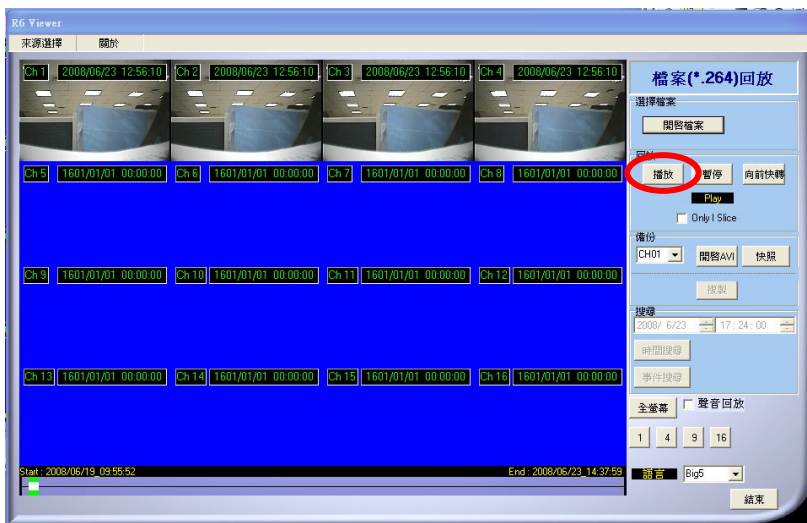 R6 Viewer
來源選擇 關於
Ch 1 2008/06/23 12:56:10 Ch 2 2008/06/23 12:56:10 Ch 3 2008/06/23 12:56:10 Ch 4 2008/06/23 12:56:10
Ch 5 1601/01/01 00:00:00 Ch 6 1601/01/01 00:00:00 Ch 7 1601/01/01 00:00:00 Ch 8 1601/01/01 00:00:00
Ch 9 1601/01/01 00:00:00 Ch 10 1601/01/01 00:00:00 Ch 11 1601/01/01 00:00:00 Ch 12 1601/01/01 00:00:00
Ch 13 1601/01/01 00:00:00 Ch 14 1601/01/01 00:00:00 Ch 15 1601/01/01 00:00:00 Ch 16 1601/01/01 00:00:00
Start : 2008/06/19_09:55:52 End : 2008/06/23_14:37:59
檔案(*.264)回放
選擇檔案
開啓檔案
回放
播放 暫停 向前快轉
Play
Only I Slice
備份
CH01 開啓AVI 快照
複製
搜尋
2008/ 6/23 17 : 24 : 00
時間搜尋
事件搜尋
全螢幕 聲音回放
1 4 9 16
語言 Big5
結束